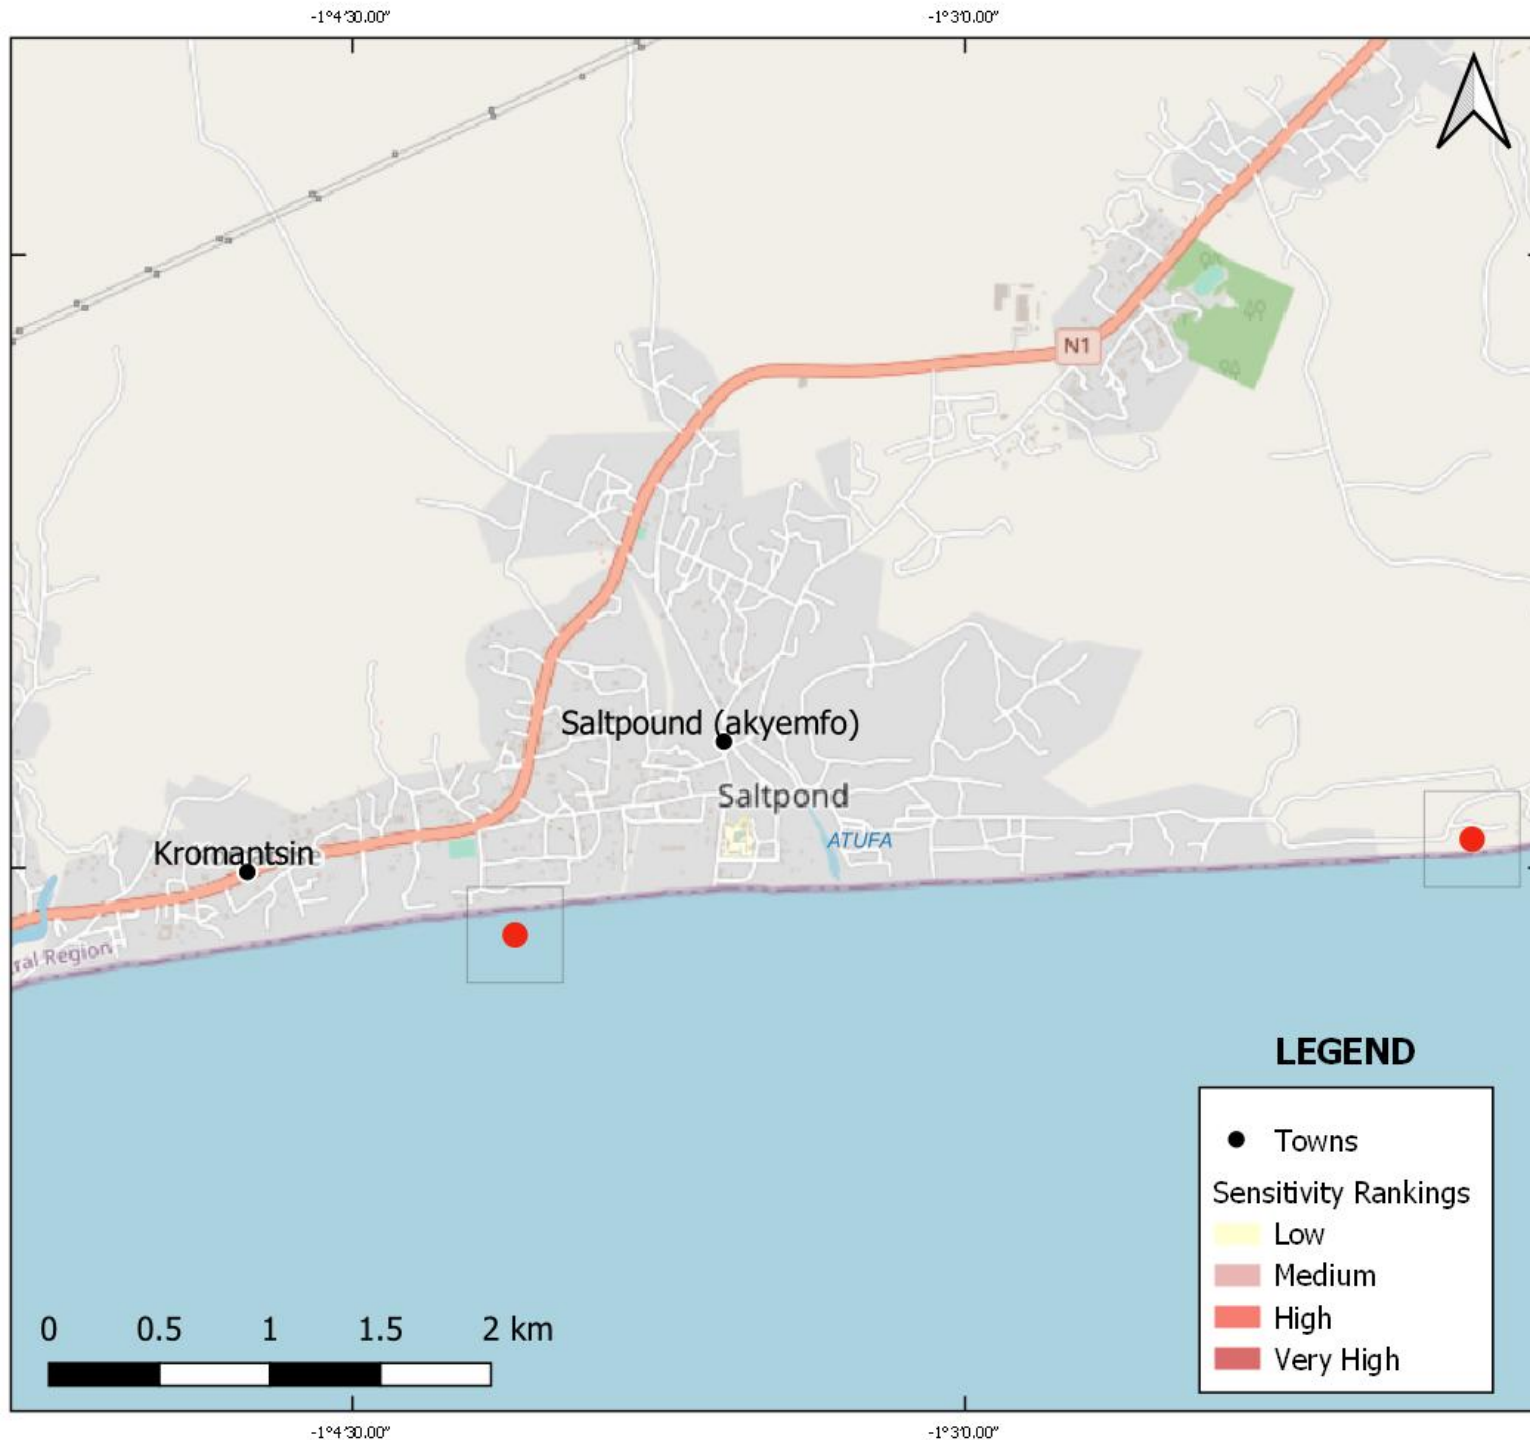 -1°4'30.00" -1°3'0.00"
N1
Saltpound (akyemfo)
Saltpond
ATUFA
Kromantsin
ral Region
LEGEND
Towns
Sensitivity Rankings
Low
Medium
High
Very High
0 0.5 1 1.5 2 km
-1°4'30.00" -1°3'0.00"